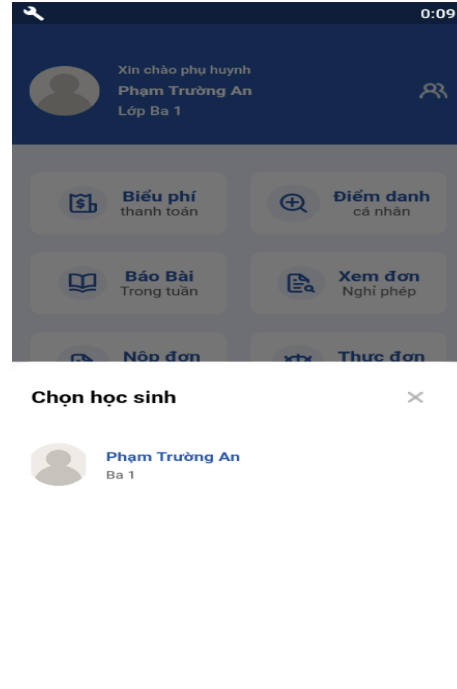 0:09
Xin chào phụ huynh
Phạm Trường An
Lớp Ba 1
Biểu phí
thanh toán
Điểm danh
cá nhân
Báo Bài
Trong tuần
Xem đơn
Nghỉ phép
Nộp đơn
Thực đơn
Chọn học sinh
Phạm Trường An
Ba 1